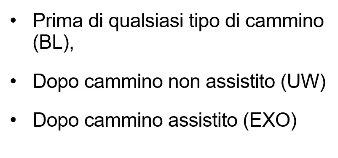 • Prima di qualsiasi tipo di cammino
(BL),
• Dopo cammino non assistito (UW)
• Dopo cammino assistito (EXO)